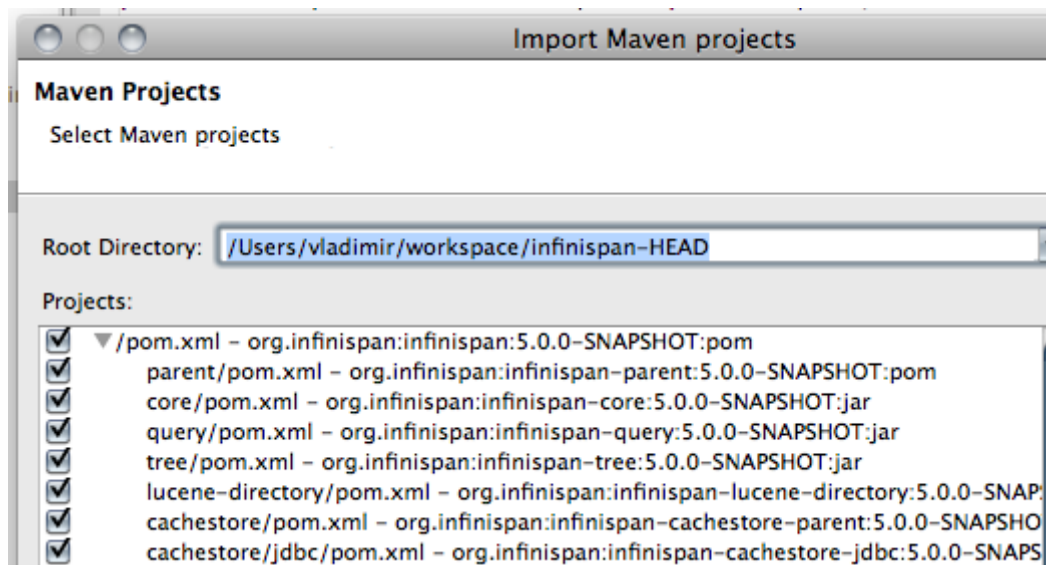 Import Maven projects
Maven Projects
Select Maven projects
Root Directory: /Users/vladimir/workspace/infinispan-HEAD
Projects:
/pom.xml – org.infinispan:infinispan:5.0.0-SNAPSHOT:pom
parent/pom.xml – org.infinispan:infinispan-parent:5.0.0-SNAPSHOT:pom
core/pom.xml – org.infinispan:infinispan-core:5.0.0-SNAPSHOT:jar
query/pom.xml – org.infinispan:infinispan-query:5.0.0-SNAPSHOT:jar
tree/pom.xml – org.infinispan:infinispan-tree:5.0.0-SNAPSHOT:jar
lucene-directory/pom.xml – org.infinispan:infinispan-lucene-directory:5.0.0-SNAP
cachestore/pom.xml – org.infinispan:infinispan-cachestore-parent:5.0.0-SNAPSHO
cachestore/jdbc/pom.xml – org.infinispan:infinispan-cachestore-jdbc:5.0.0-SNAPS